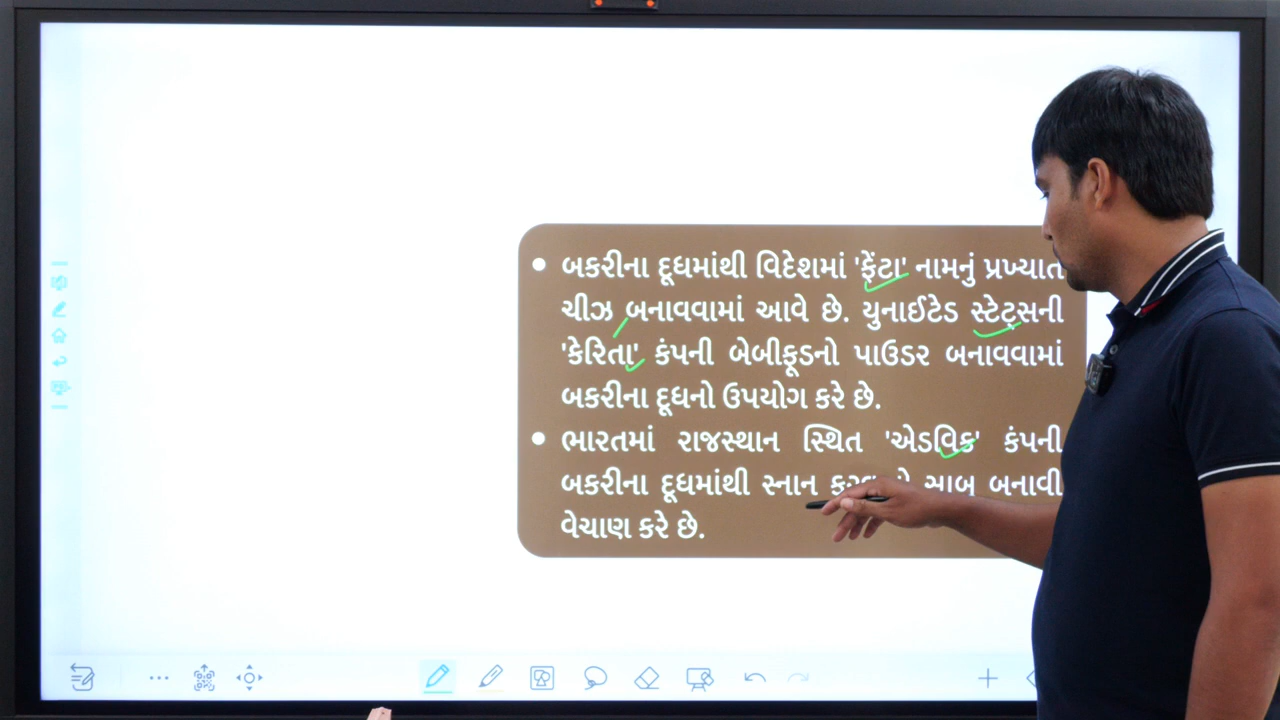 બકરીના દૂધમાંથી વિદેશમાં 'ફેંટા' નામનું પ્રખ્યાત
ચીઝ બનાવવામાં આવે છે. યુનાઈટેડ સ્ટેટ્સની
'કેરિતા' કંપની બેબીફૂડનો પાઉડર બનાવવામાં
બકરીના દૂધનો ઉપયોગ કરે છે.
ભારતમાં રાજસ્થાન સ્થિત 'એડવિક' કંપની
બકરીના દૂધમાંથી સ્નાન સાબુ બનાવી
વેચાણ કરે છે.